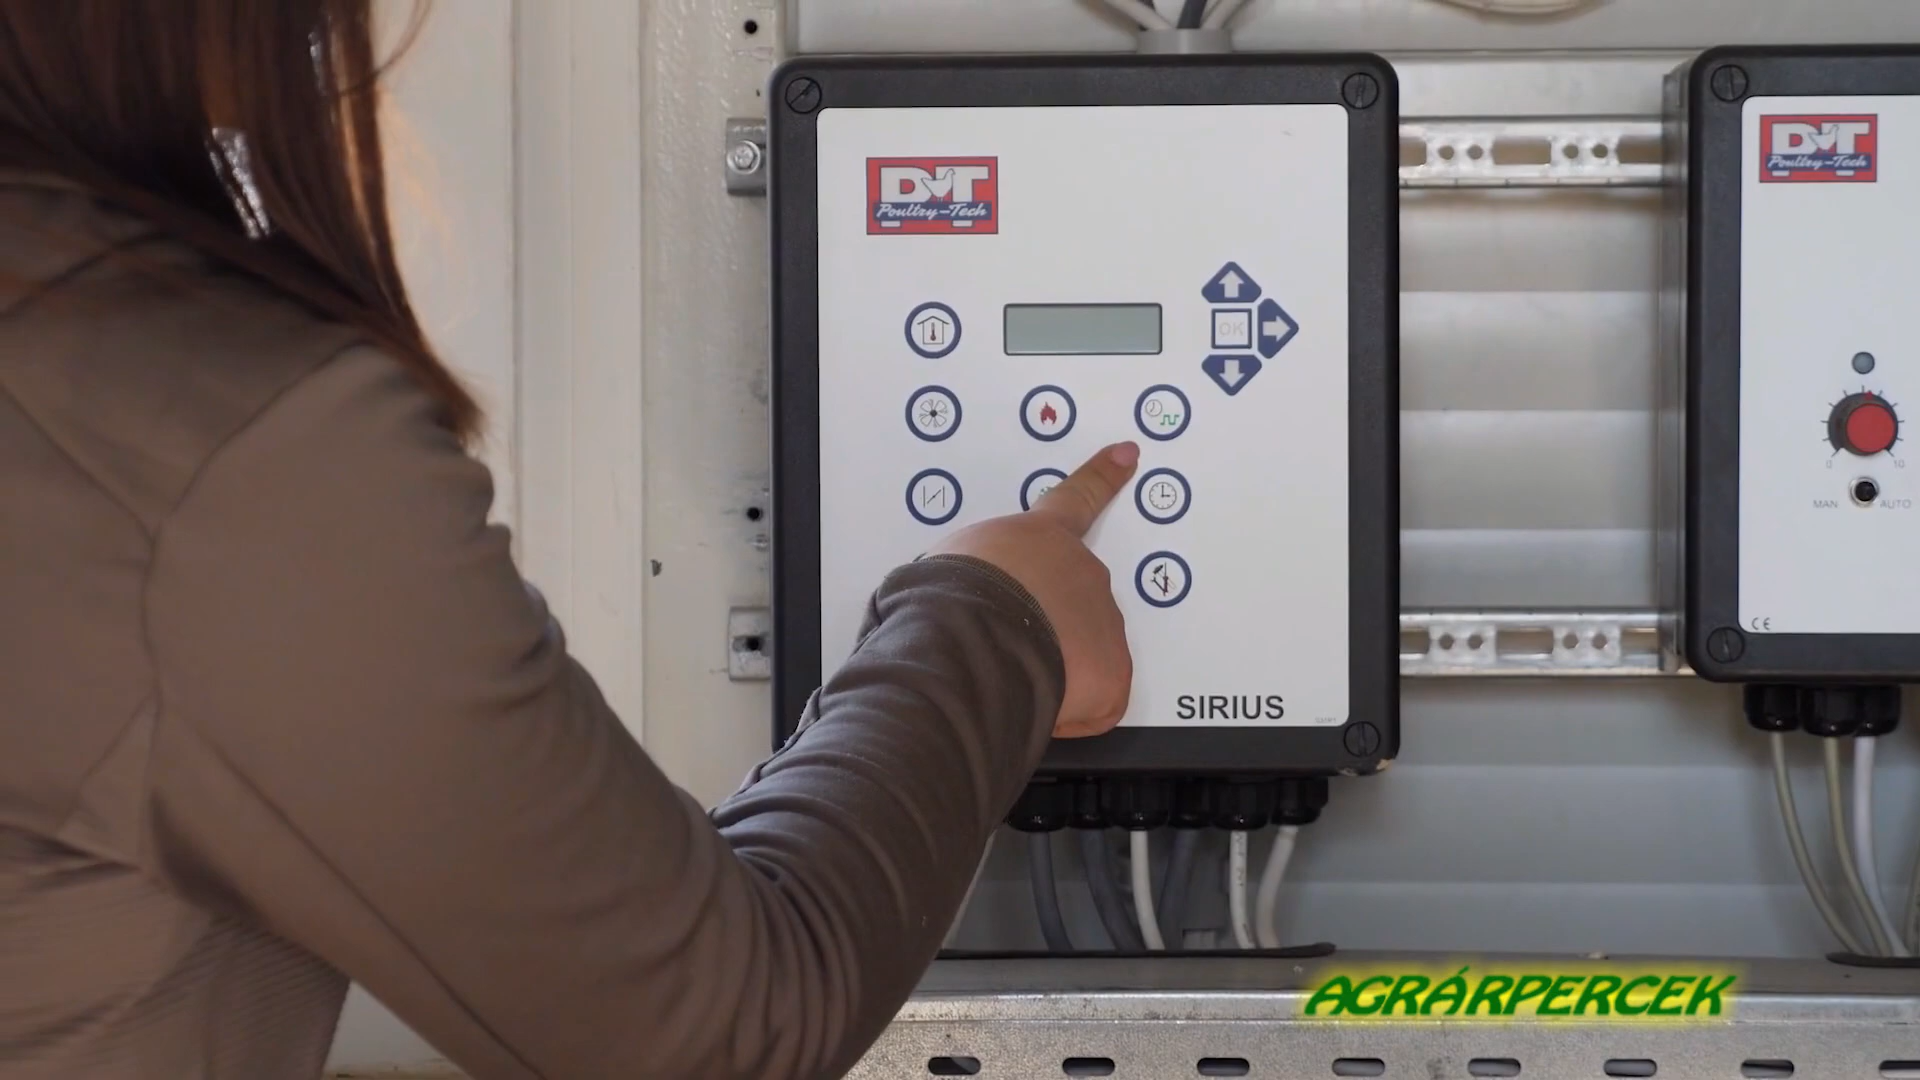 DVT
Poultry-Tech
OK
SIRIUS
DVT
Poultry-Tech
0
10
MAN
AUTO
CE
AGRÁRPERCEK